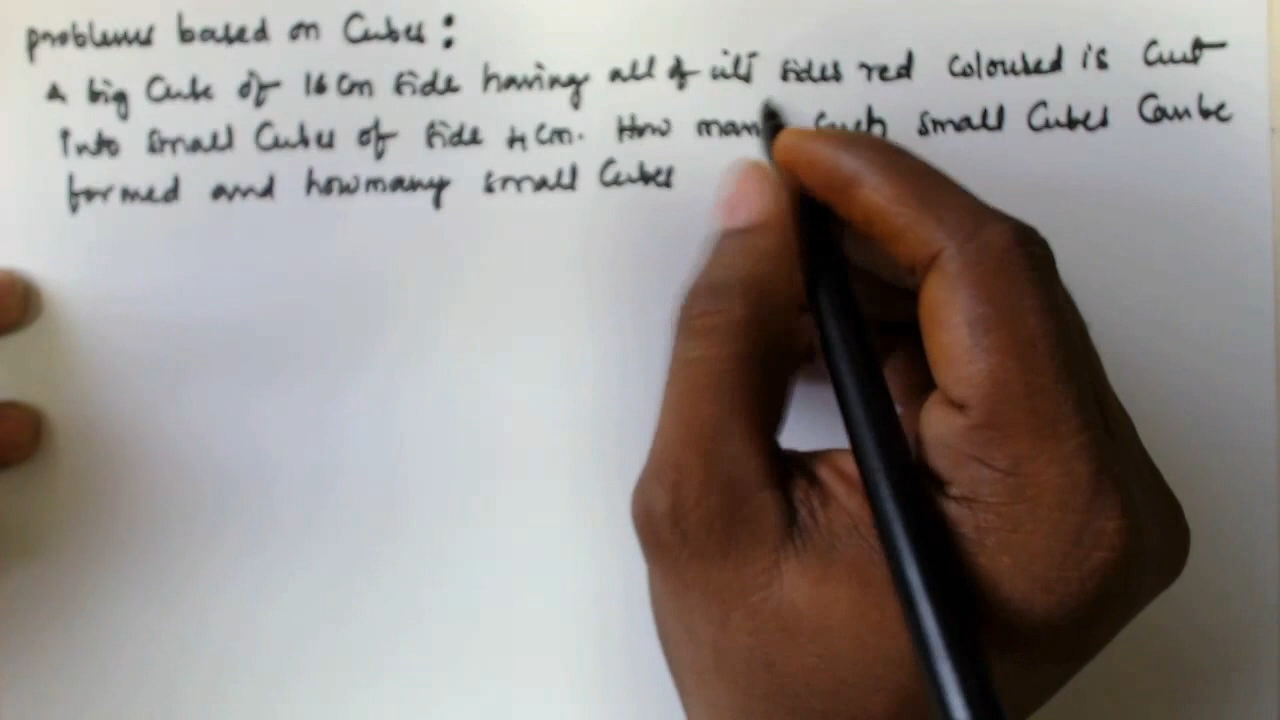 problems based on Cubes:
A big Cube of 16 Cm side having all of its sides red coloured is Cut
Into small Cubes of side 4 Cm. How many such small Cubes Can be
formed and how many small Cubes